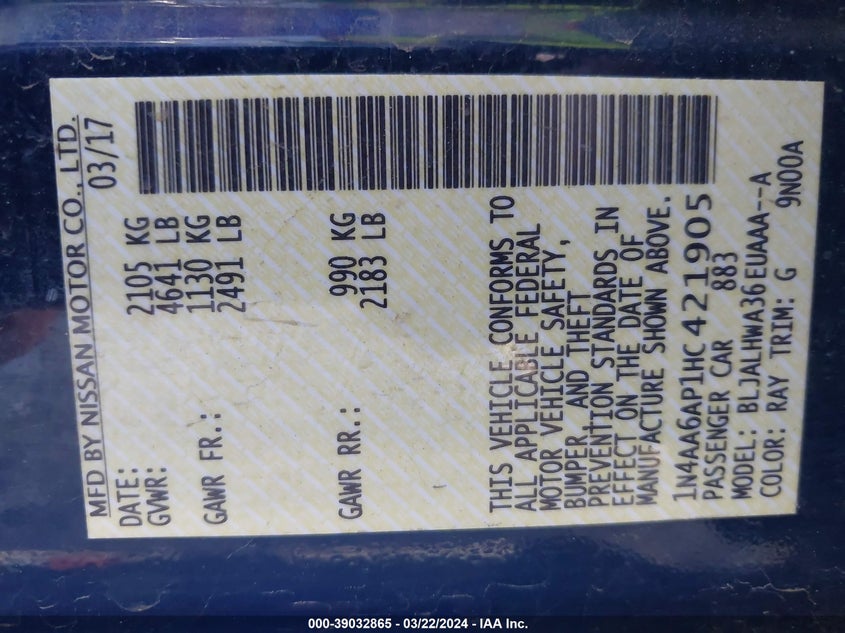 MFD BY NISSAN MOTOR CO., LTD.
DATE: 03/17
GVWR: 2105 KG
4641 LB
GAWR FR.: 1130 KG
2491 LB
GAWR RR.: 990 KG
2183 LB
THIS VEHICLE CONFORMS TO
ALL APPLICABLE FEDERAL
MOTOR VEHICLE SAFETY,
BUMPER, AND THEFT
PREVENTION STANDARDS IN
EFFECT ON THE DATE OF
MANUFACTURE SHOWN ABOVE.
1N4AA6AP1HC421905
PASSENGER CAR 883
MODEL: BLJALHWA36EUAAA--A
COLOR: RAY TRIM: G 9N00A
000-39032865 - 03/22/2024 - IAA Inc.